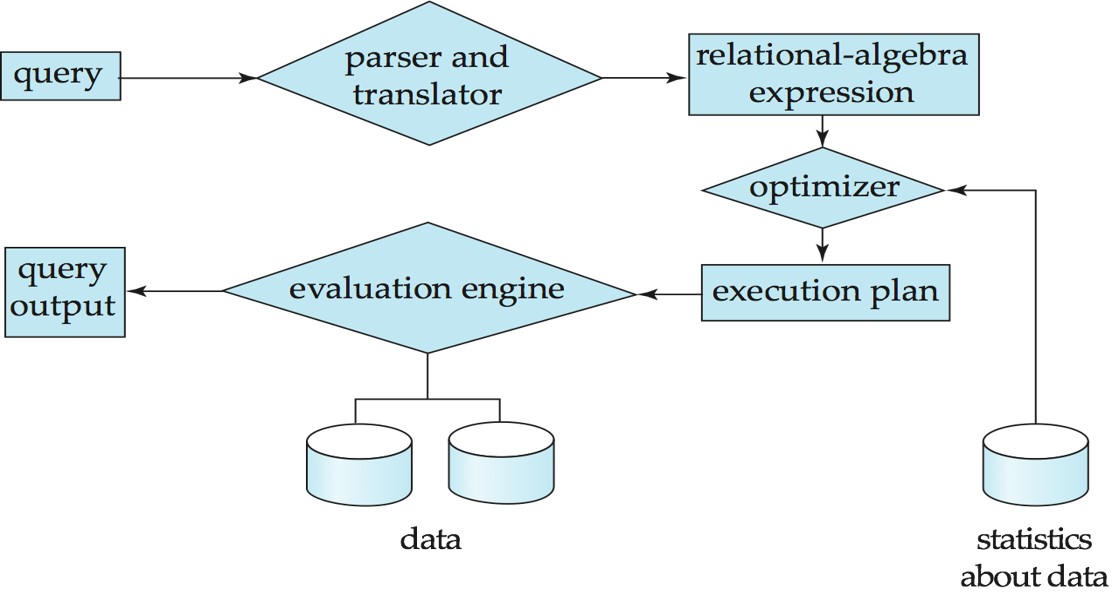 query
parser and
translator
relational-algebra
expression
optimizer
query
output
evaluation engine
execution plan
data
statistics
about data